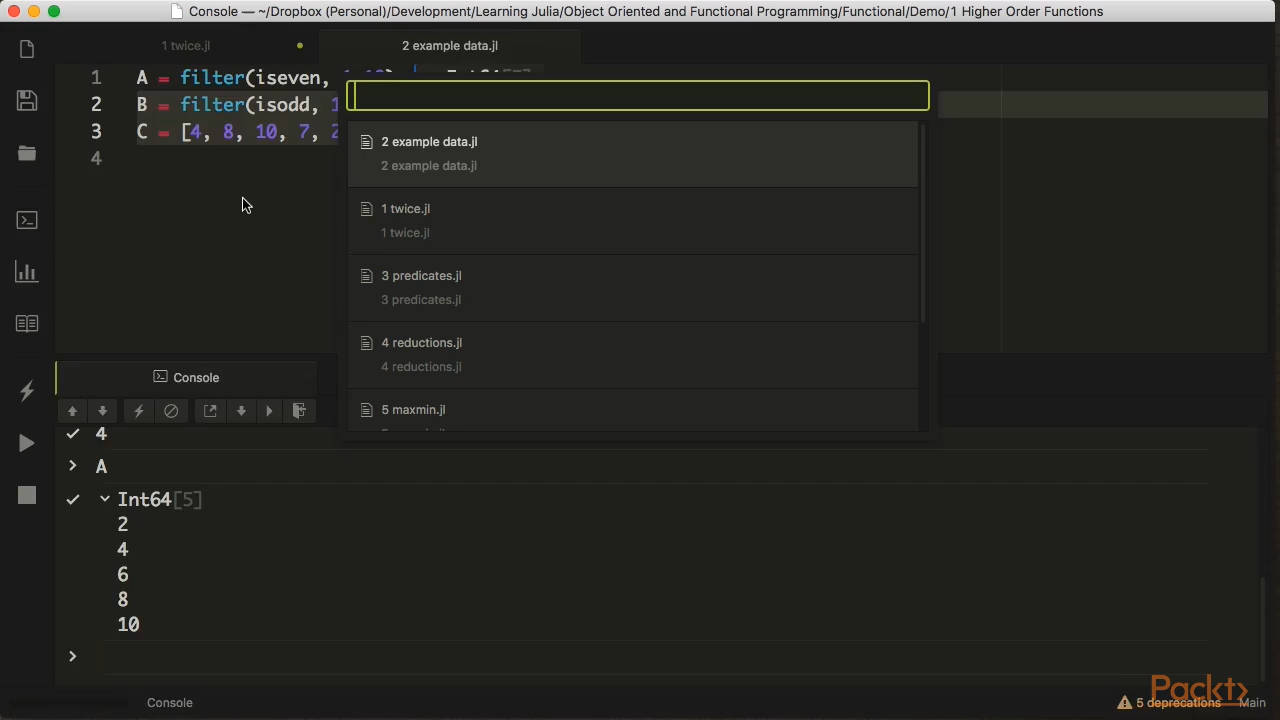 Console — ~/Dropbox (Personal)/Development/Learning Julia/Object Oriented and Functional Programming/Functional/Demo/1 Higher Order Functions
1 twice.jl
2 example data.jl
1 A = filter(iseven,
2 B = filter(isodd, 1
3 C = [4, 8, 10, 7, 2
4
2 example data.jl
2 example data.jl
1 twice.jl
1 twice.jl
3 predicates.jl
3 predicates.jl
4 reductions.jl
4 reductions.jl
5 maxmin.jl
Console
4
> A
Int64[5]
2
4
6
8
10
>
Console
5 deprecations
Main
Packt>